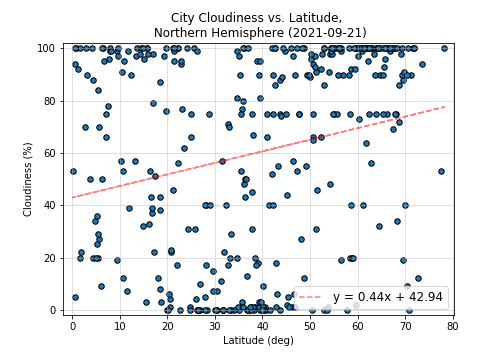 City Cloudiness vs. Latitude,
Northern Hemisphere (2021-09-21)
Cloudiness (%)
100
80
60
40
20
0
y = 0.44x + 42.94
0 10 20 30 40 50 60 70 80
Latitude (deg)